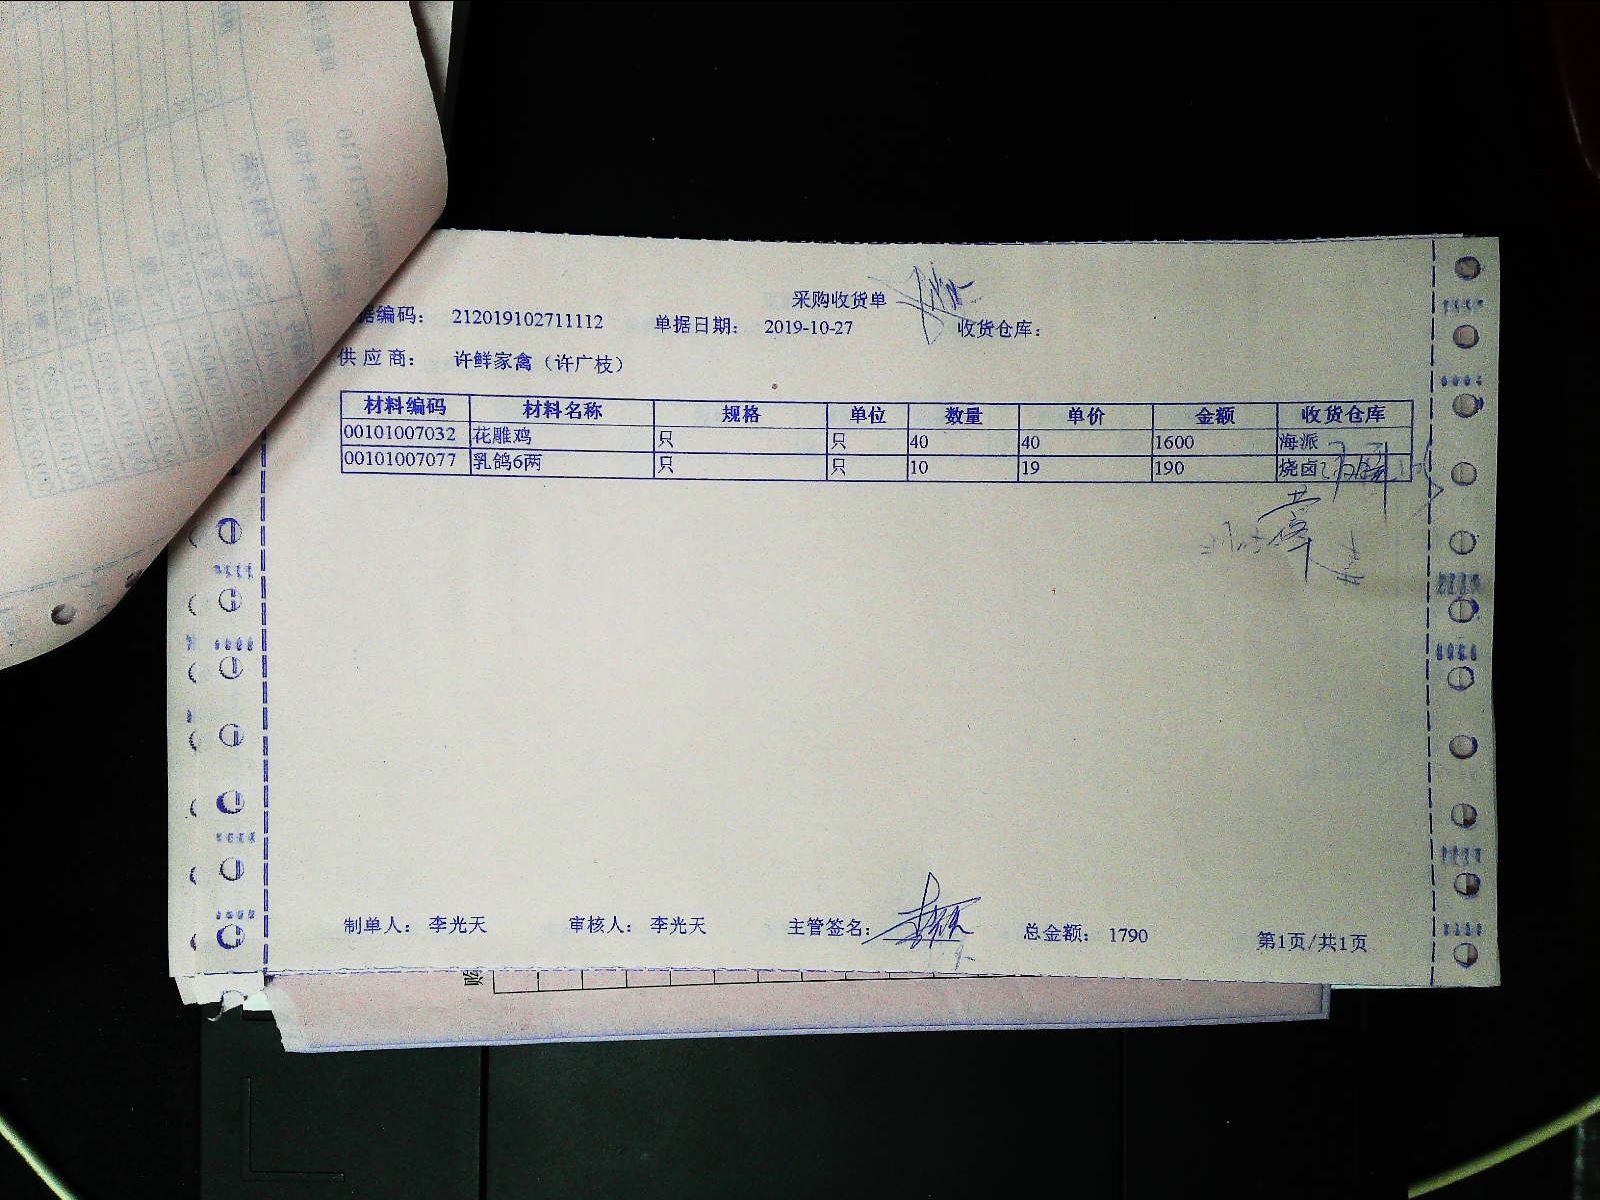 采购收货单
据编码： 212019102711112 单据日期： 2019-10-27 收货仓库：
供应商： 许鲜家禽（许广枝）
材料编码 材料名称 规格 单位 数量 单价 金额 收货仓库
00101007032 花雕鸡 只 只 40 40 1600 海派
00101007077 乳鸽6两 只 只 10 19 190 烧卤
制单人： 李光天 审核人： 李光天 主管签名： 总金额： 1790 第1页/共1页
购